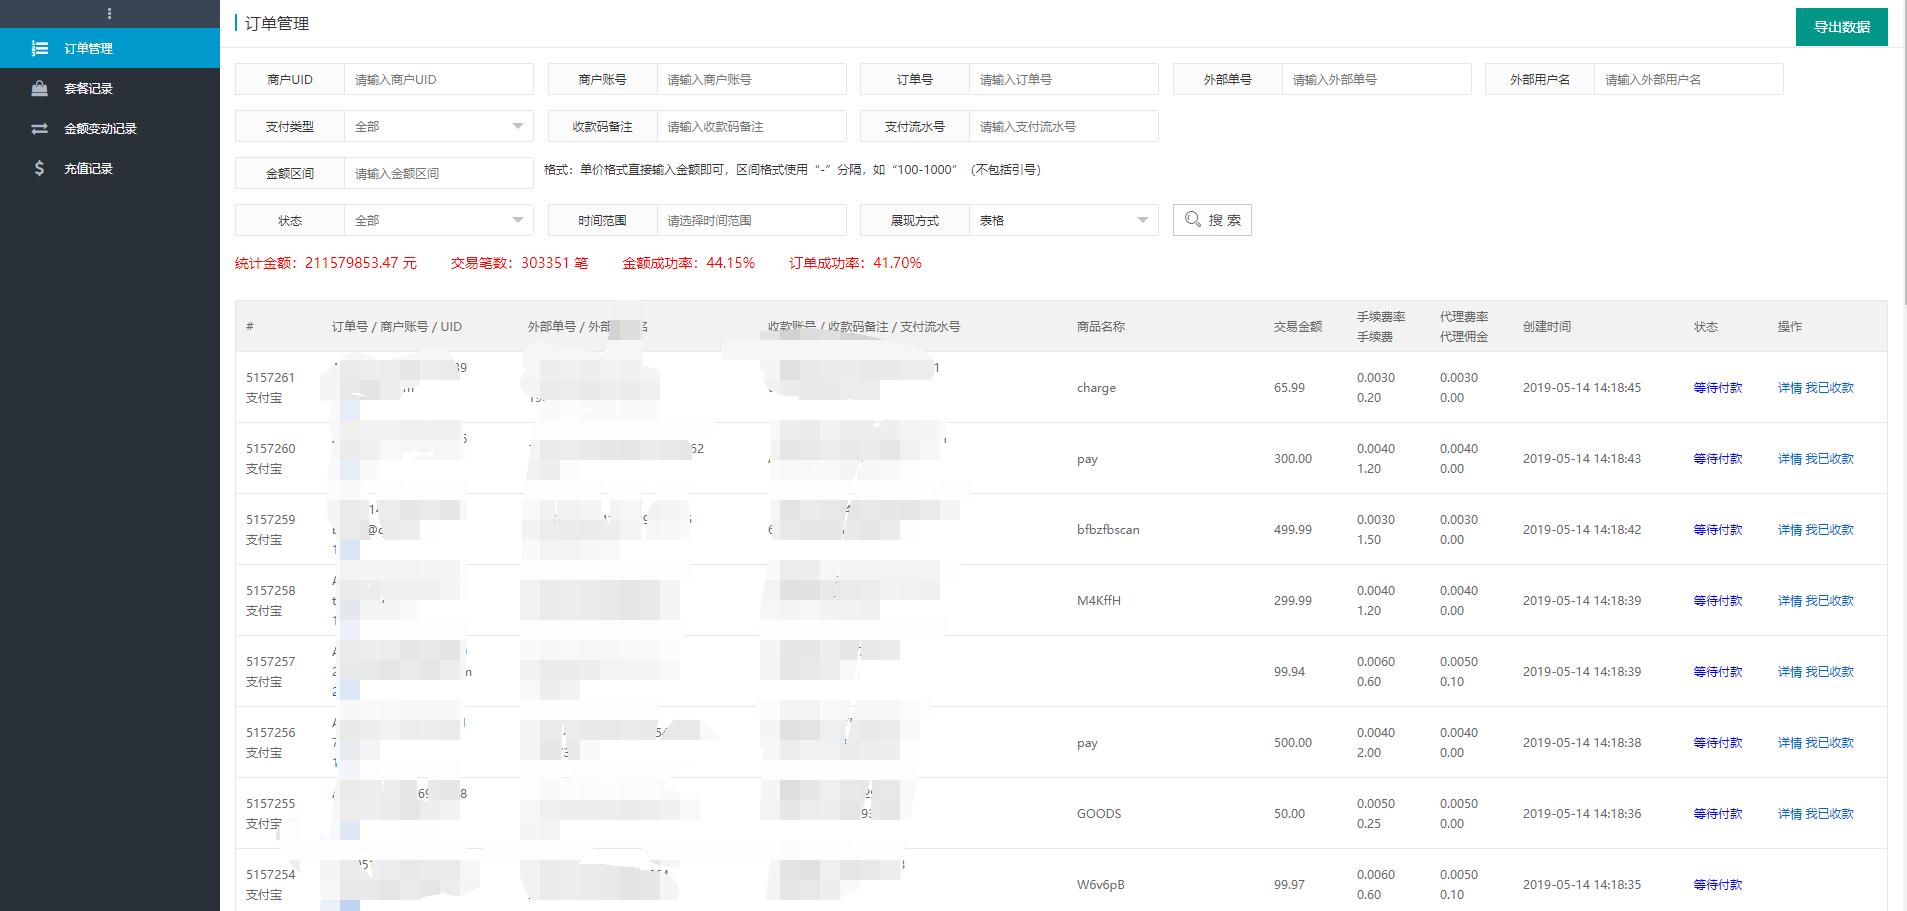 订单管理
套餐记录
金额变动记录
充值记录
订单管理
导出数据
商户UID 请输入商户UID 商户账号 请输入商户账号 订单号 请输入订单号 外部单号 请输入外部单号 外部用户名 请输入外部用户名
支付类型 全部 收款码备注 请输入收款码备注 支付流水号 请输入支付流水号
金额区间 请输入金额区间 格式：单价格式直接输入金额即可，区间格式使用“-”分隔，如“100-1000”（不包括引号）
状态 全部 时间范围 请选择时间范围 展现方式 表格 搜 索
统计金额：211579853.47 元 交易笔数：303351 笔 金额成功率：44.15% 订单成功率：41.70%
# 订单号 / 商户账号 / UID 外部单号 / 外部 名 收款账号 / 收款码备注 / 支付流水号 商品名称 交易金额 手续费率 代理费率 创建时间 状态 操作
手续费 代理佣金
5157261 charge 65.99 0.0030 0.0030 2019-05-14 14:18:45 等待付款 详情 我已收款
支付宝 0.20 0.00
5157260 pay 300.00 0.0040 0.0040 2019-05-14 14:18:43 等待付款 详情 我已收款
支付宝 1.20 0.00
5157259 bfbzfbscan 499.99 0.0030 0.0030 2019-05-14 14:18:42 等待付款 详情 我已收款
支付宝 1.50 0.00
5157258 M4KffH 299.99 0.0040 0.0040 2019-05-14 14:18:39 等待付款 详情 我已收款
支付宝 1.20 0.00
5157257 99.94 0.0060 0.0050 2019-05-14 14:18:39 等待付款 详情 我已收款
支付宝 0.60 0.10
5157256 pay 500.00 0.0040 0.0040 2019-05-14 14:18:38 等待付款 详情 我已收款
支付宝 2.00 0.00
5157255 GOODS 50.00 0.0050 0.0050 2019-05-14 14:18:36 等待付款 详情 我已收款
支付宝 0.25 0.00
5157254 W6v6pB 99.97 0.0060 0.0050 2019-05-14 14:18:35 等待付款
支付宝 0.60 0.10